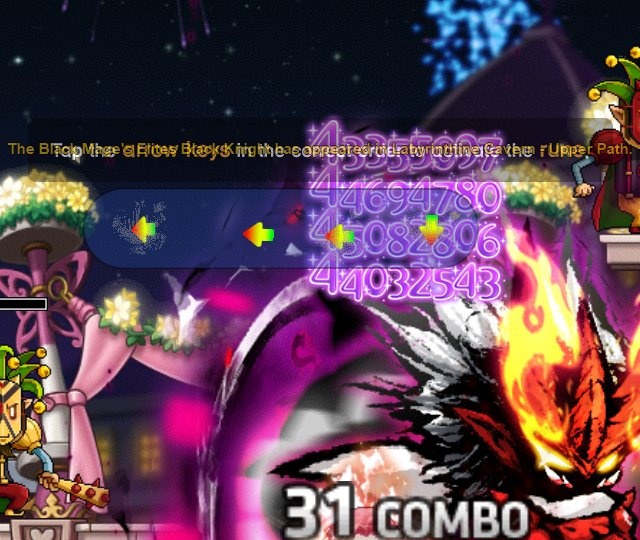 The Black Mage's Elites Black Knight has appeared in Labyrinthine Cavern - Upper Path.
Tap the arrow keys in the correct order to activate the rune.
44694780
44032543
31 COMBO